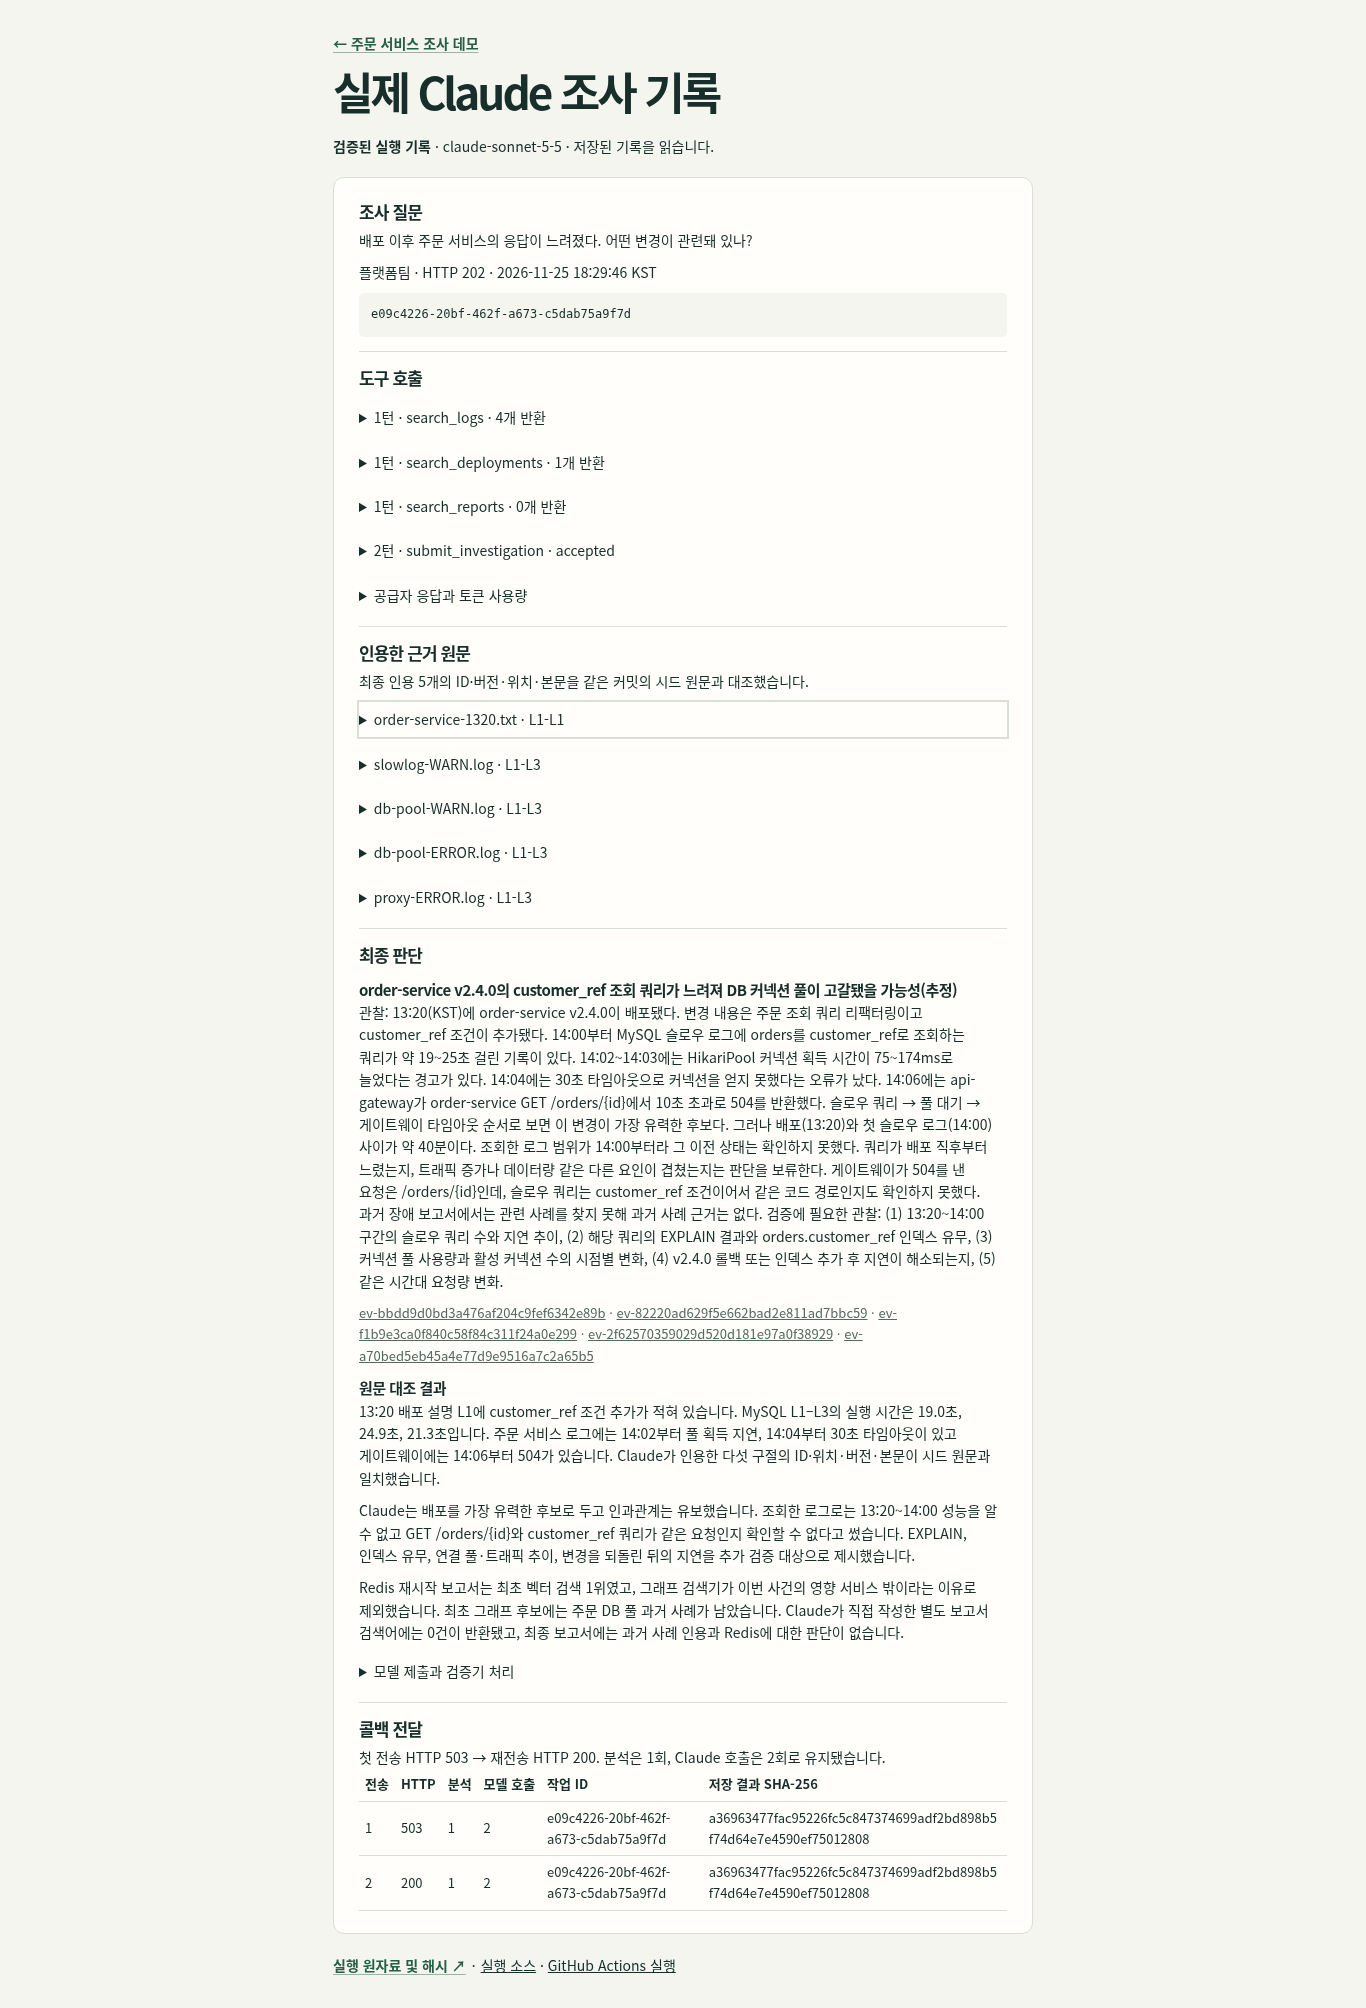 ← 주문 서비스 조사 데모
실제 Claude 조사 기록
검증된 실행 기록 · claude-sonnet-5-5 · 저장된 기록을 읽습니다.
조사 질문
배포 이후 주문 서비스의 응답이 느려졌다. 어떤 변경이 관련돼 있나?
플랫폼팀 · HTTP 202 · 2026-11-25 18:29:46 KST
e09c4226-20bf-462f-a673-c5dab75a9f7d
도구 호출
▶ 1턴 · search_logs · 4개 반환
▶ 1턴 · search_deployments · 1개 반환
▶ 1턴 · search_reports · 0개 반환
▶ 2턴 · submit_investigation · accepted
▶ 공급자 응답과 토큰 사용량
인용한 근거 원문
최종 인용 5개의 ID·버전·위치·본문을 같은 커밋의 시드 원문과 대조했습니다.
▶ order-service-1320.txt · L1-L1
▶ slowlog-WARN.log · L1-L3
▶ db-pool-WARN.log · L1-L3
▶ db-pool-ERROR.log · L1-L3
▶ proxy-ERROR.log · L1-L3
최종 판단
order-service v2.4.0의 customer_ref 조회 쿼리가 느려져 DB 커넥션 풀이 고갈됐을 가능성(추정)
관찰: 13:20(KST)에 order-service v2.4.0이 배포됐다. 변경 내용은 주문 조회 쿼리 리팩터링이고
customer_ref 조건이 추가됐다. 14:00부터 MySQL 슬로우 로그에 orders를 customer_ref로 조회하는
쿼리가 약 19~25초 걸린 기록이 있다. 14:02~14:03에는 HikariPool 커넥션 획득 시간이 75~174ms로
늘었다는 경고가 있다. 14:04에는 30초 타임아웃으로 커넥션을 얻지 못했다는 오류가 났다. 14:06에는 api-
gateway가 order-service GET /orders/{id}에서 10초 초과로 504를 반환했다. 슬로우 쿼리 → 풀 대기 →
게이트웨이 타임아웃 순서로 보면 이 변경이 가장 유력한 후보다. 그러나 배포(13:20)와 첫 슬로우 로그(14:00)
사이가 약 40분이다. 조회한 로그 범위가 14:00부터라 그 이전 상태는 확인하지 못했다. 쿼리가 배포 직후부터
느렸는지, 트래픽 증가나 데이터량 같은 다른 요인이 겹쳤는지는 판단을 보류한다. 게이트웨이가 504를 낸
요청은 /orders/{id}인데, 슬로우 쿼리는 customer_ref 조건이어서 같은 코드 경로인지도 확인하지 못했다.
과거 장애 보고서에서는 관련 사례를 찾지 못해 과거 사례 근거는 없다. 검증에 필요한 관찰: (1) 13:20~14:00
구간의 슬로우 쿼리 수와 지연 추이, (2) 해당 쿼리의 EXPLAIN 결과와 orders.customer_ref 인덱스 유무, (3)
커넥션 풀 사용량과 활성 커넥션 수의 시점별 변화, (4) v2.4.0 롤백 또는 인덱스 추가 후 지연이 해소되는지, (5)
같은 시간대 요청량 변화.
ev-bbdd9d0bd3a476af204c9fef6342e89b · ev-82220ad629f5e662bad2e811ad7bbc59 · ev-
f1b9e3ca0f840c58f84c311f24a0e299 · ev-2f62570359029d520d181e97a0f38929 · ev-
a70bed5eb45a4e77d9e9516a7c2a65b5
원문 대조 결과
13:20 배포 설명 L1에 customer_ref 조건 추가가 적혀 있습니다. MySQL L1–L3의 실행 시간은 19.0초,
24.9초, 21.3초입니다. 주문 서비스 로그에는 14:02부터 풀 획득 지연, 14:04부터 30초 타임아웃이 있고
게이트웨이에는 14:06부터 504가 있습니다. Claude가 인용한 다섯 구절의 ID·위치·버전·본문이 시드 원문과
일치했습니다.
Claude는 배포를 가장 유력한 후보로 두고 인과관계는 유보했습니다. 조회한 로그로는 13:20~14:00 성능을 알
수 없고 GET /orders/{id}와 customer_ref 쿼리가 같은 요청인지 확인할 수 없다고 썼습니다. EXPLAIN,
인덱스 유무, 연결 풀·트래픽 추이, 변경을 되돌린 뒤의 지연을 추가 검증 대상으로 제시했습니다.
Redis 재시작 보고서는 최초 벡터 검색 1위였고, 그래프 검색기가 이번 사건의 영향 서비스 밖이라는 이유로
제외했습니다. 최초 그래프 후보에는 주문 DB 풀 과거 사례가 남았습니다. Claude가 직접 작성한 별도 보고서
검색어에는 0건이 반환됐고, 최종 보고서에는 과거 사례 인용과 Redis에 대한 판단이 없습니다.
▶ 모델 제출과 검증기 처리
콜백 전달
첫 전송 HTTP 503 → 재전송 HTTP 200. 분석은 1회, Claude 호출은 2회로 유지됐습니다.
전송 HTTP 분석 모델 호출 작업 ID 저장 결과 SHA-256
1 503 1 2 e09c4226-20bf-462f- a36963477fac95226fc5c847374699adf2bd898b5
a673-c5dab75a9f7d f74d64e7e4590ef75012808
2 200 1 2 e09c4226-20bf-462f- a36963477fac95226fc5c847374699adf2bd898b5
a673-c5dab75a9f7d f74d64e7e4590ef75012808
실행 원자료 및 해시 ↗ · 실행 소스 · GitHub Actions 실행